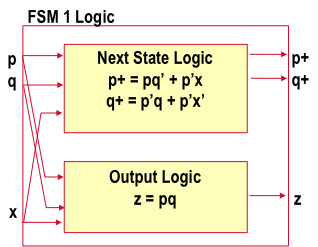 FSM 1 Logic
p
q
x
Next State Logic
p+ = pq’ + p’x
q+ = p’q + p’x’
Output Logic
z = pq
p+
q+
z